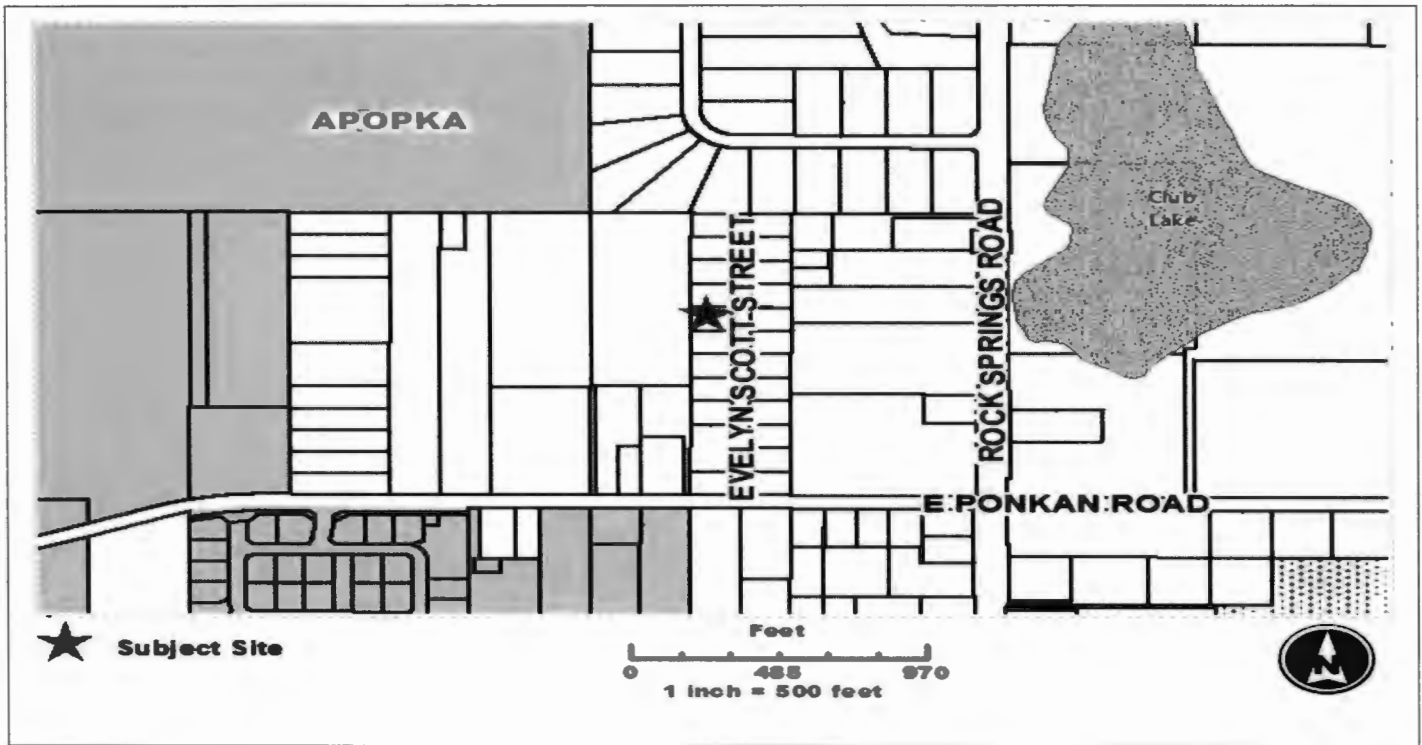 APOPKA
Club
Lake
EVELYN SCOTT STREET
ROCK SPRINGS ROAD
E PONKAN ROAD
Subject Site
Feet
0 485 970
1 inch = 500 feet
N